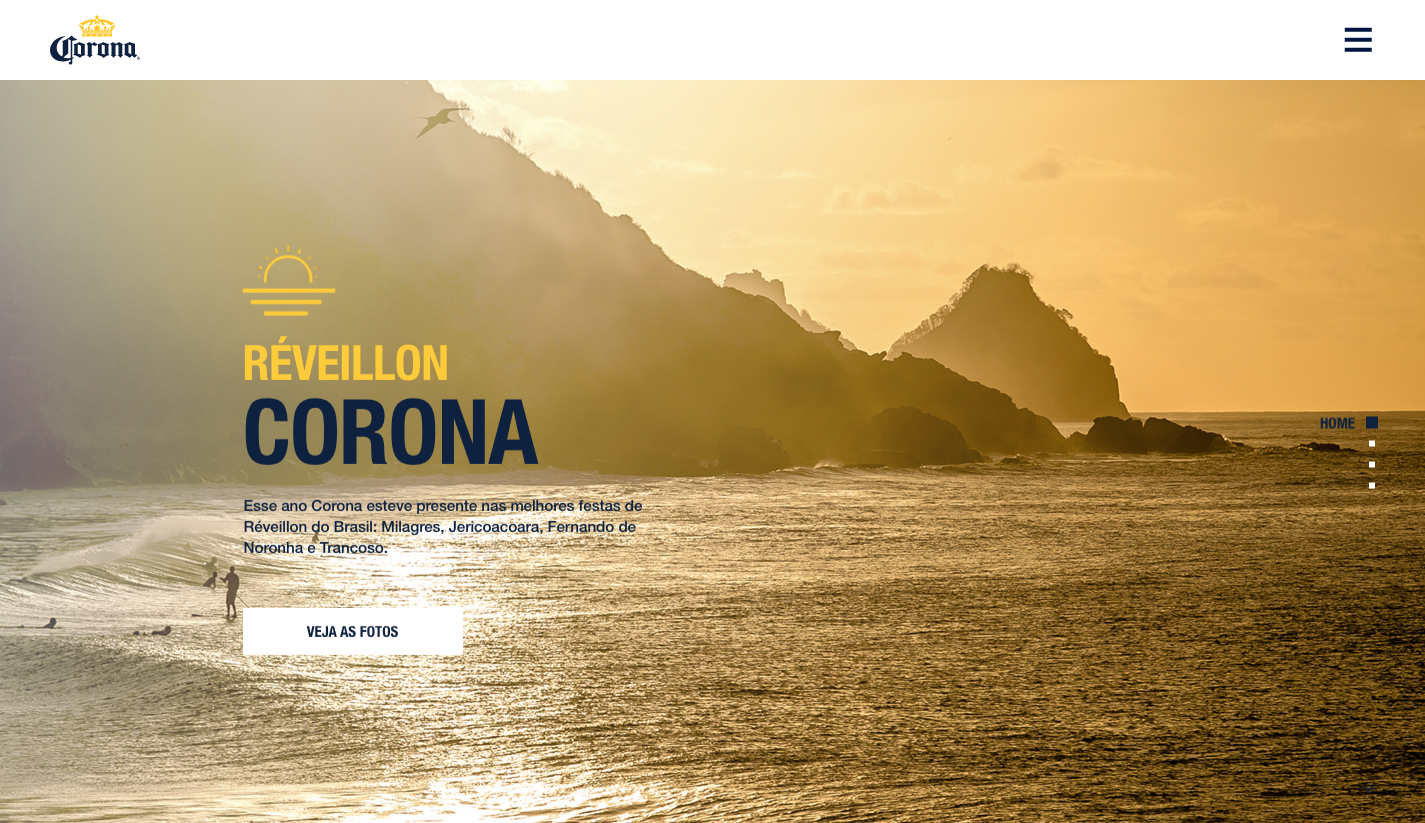 Corona
RÉVEILLON
CORONA
HOME
Esse ano Corona esteve presente nas melhores festas de
Réveillon do Brasil: Milagres, Jericoacoara, Fernando de
Noronha e Trancoso.
VEJA AS FOTOS